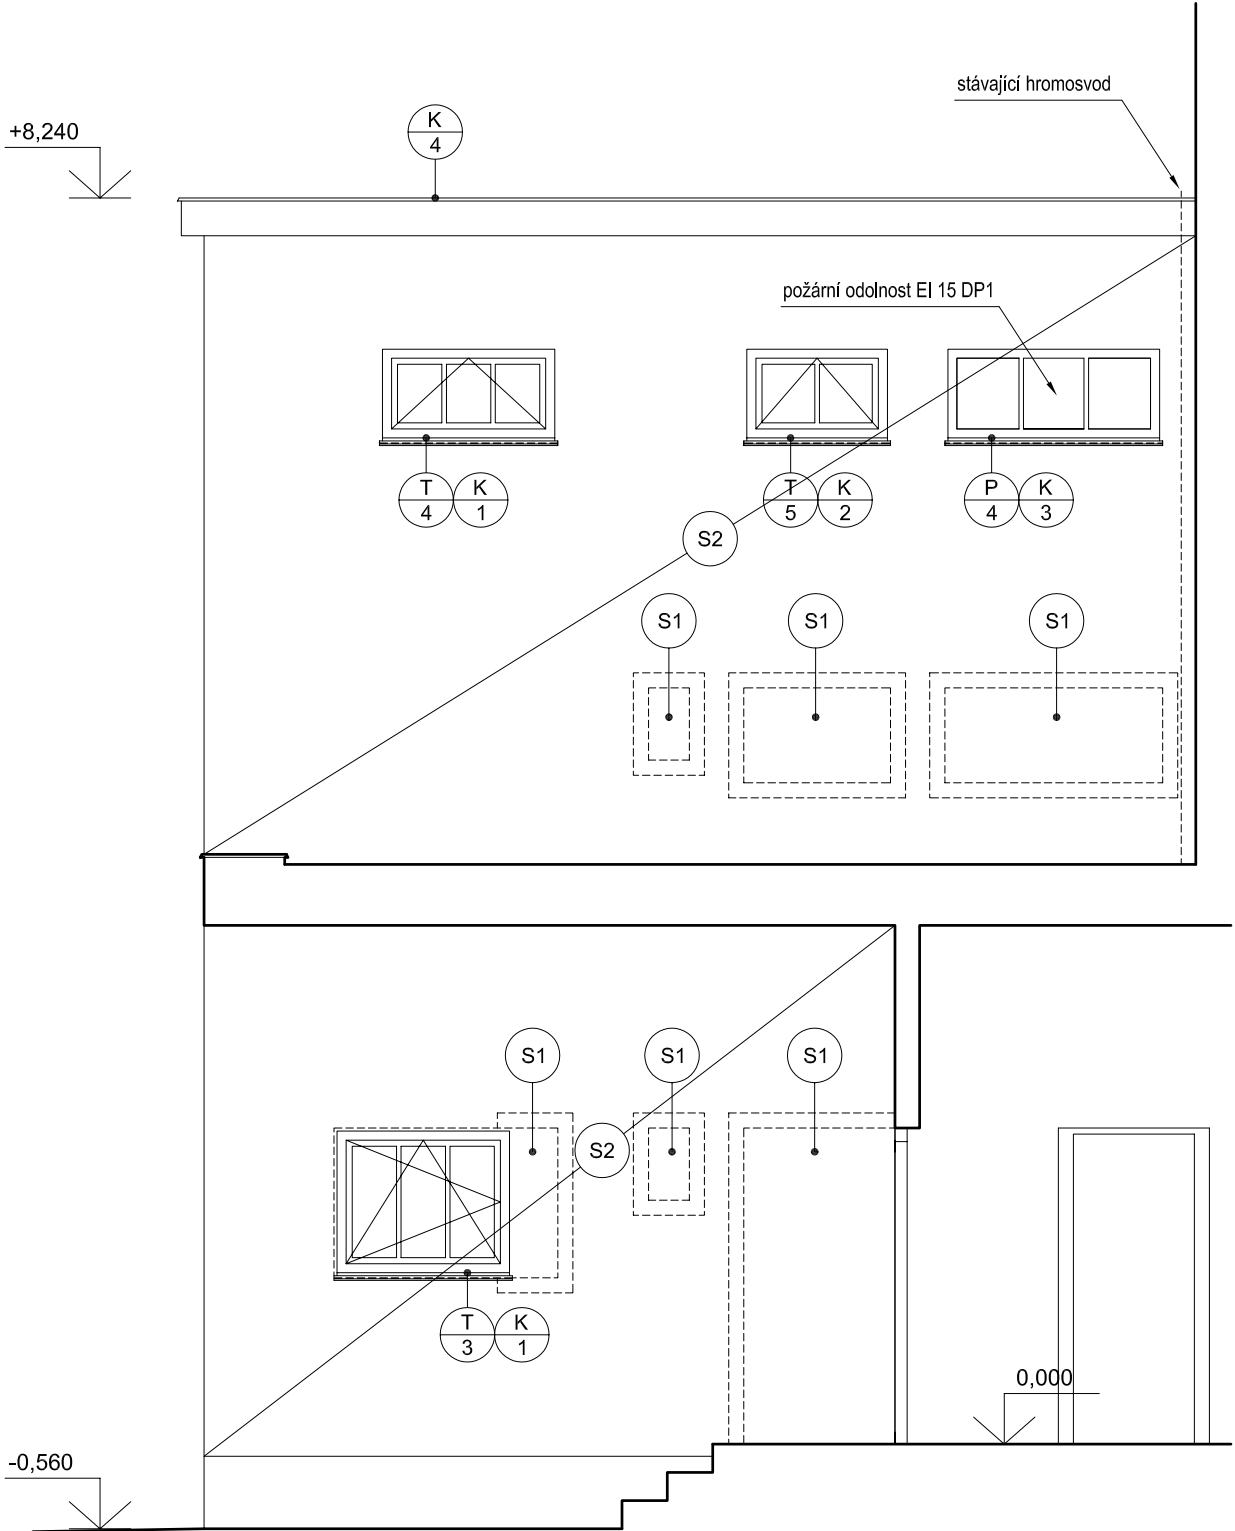 stávající hromosvod
+8,240
K
4
požární odolnost EI 15 DP1
T
4
K
1
T
5
K
2
P
4
K
3
S2
S1
S1
S1
S1
S1
S1
S2
T
3
K
1
0,000
-0,560